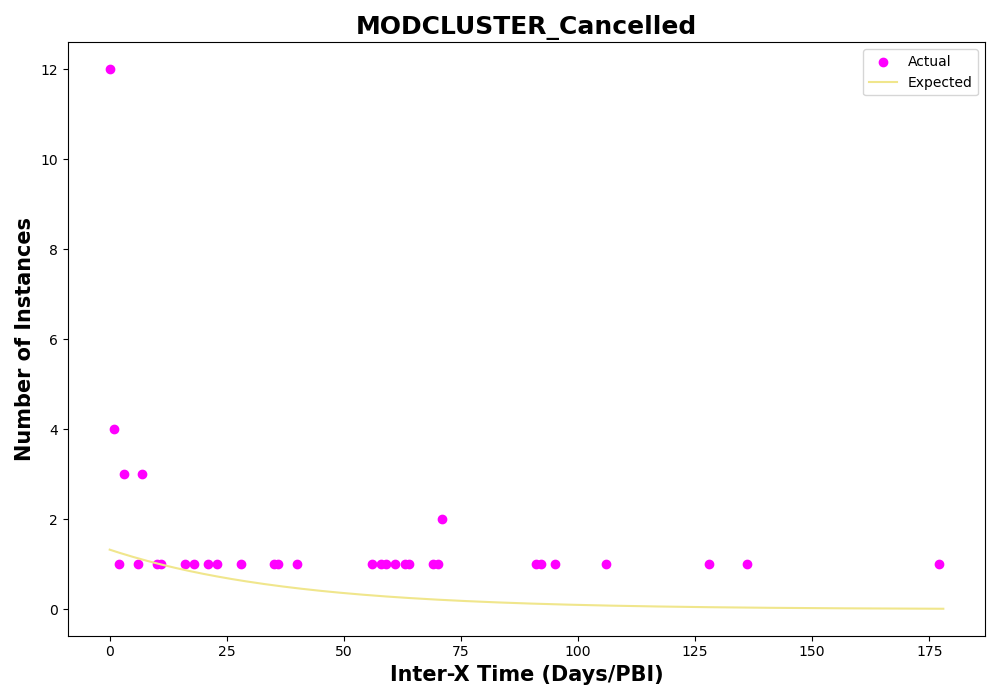 MODCLUSTER_Cancelled
Actual
Expected
12
10
8
6
4
2
0
Number of Instances
0 25 50 75 100 125 150 175
Inter-X Time (Days/PBI)